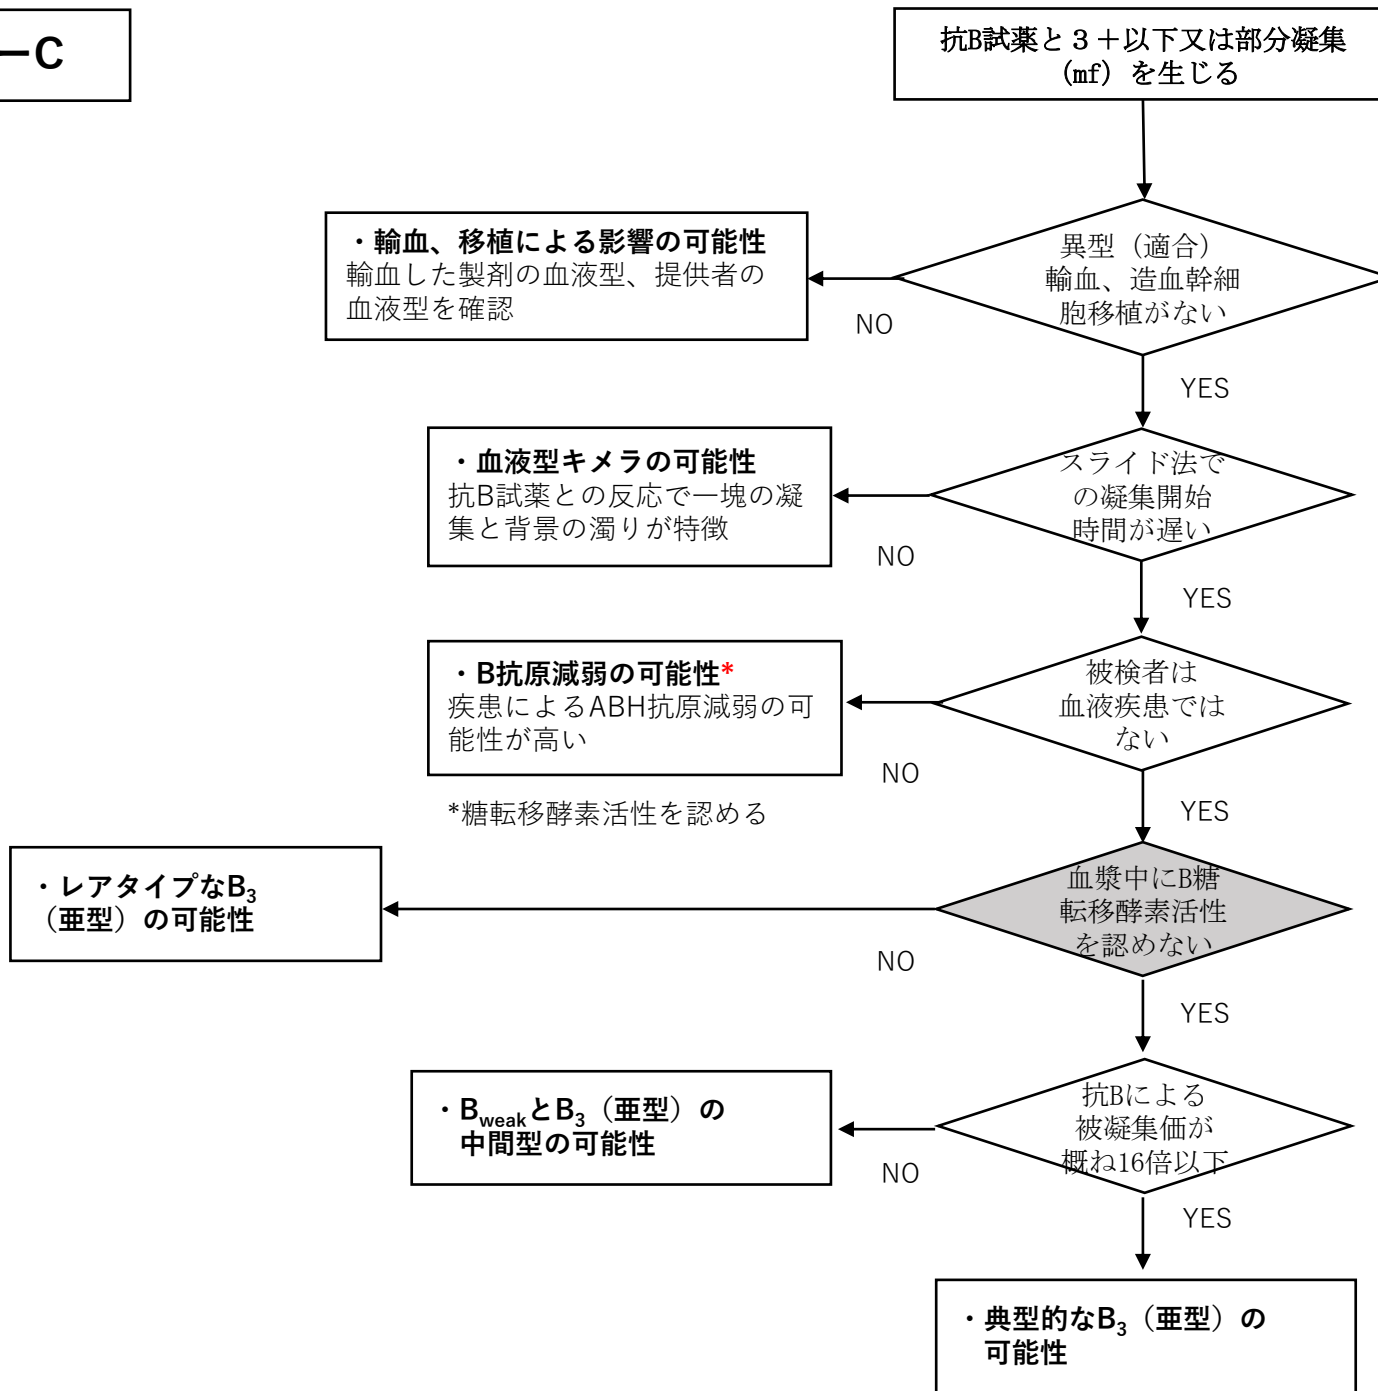 ーC
抗B試薬と３＋以下又は部分凝集
（mf）を生じる
・輸血、移植による影響の可能性
輸血した製剤の血液型、提供者の
血液型を確認
異型（適合）
輸血、造血幹細
胞移植がない
NO
YES
・血液型キメラの可能性
抗B試薬との反応で一塊の凝
集と背景の濁りが特徴
スライド法で
の凝集開始
時間が遅い
NO
YES
・B抗原減弱の可能性*
疾患によるABH抗原減弱の可
能性が高い
被検者は
血液疾患では
ない
NO
*糖転移酵素活性を認める
YES
・レアタイプなB3
（亜型）の可能性
血漿中にB糖
転移酵素活性
を認めない
NO
YES
・BweakとB3（亜型）の
中間型の可能性
抗Bによる
被凝集価が
概ね16倍以下
NO
YES
・典型的なB3（亜型）の
可能性